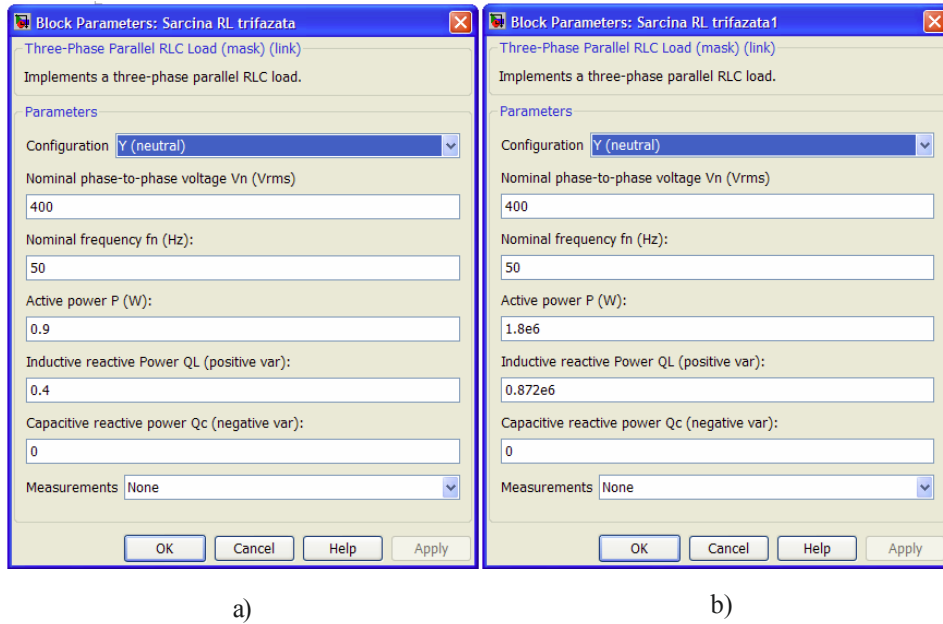 Block Parameters: Sarcina RL trifazata
Three-Phase Parallel RLC Load (mask) (link)
Implements a three-phase parallel RLC load.
Parameters
Configuration Y (neutral)
Nominal phase-to-phase voltage Vn (Vrms)
400
Nominal frequency fn (Hz):
50
Active power P (W):
0.9
Inductive reactive Power QL (positive var):
0.4
Capacitive reactive power Qc (negative var):
0
Measurements None
OK Cancel Help Apply
a)
Block Parameters: Sarcina RL trifazata1
Three-Phase Parallel RLC Load (mask) (link)
Implements a three-phase parallel RLC load.
Parameters
Configuration Y (neutral)
Nominal phase-to-phase voltage Vn (Vrms)
400
Nominal frequency fn (Hz):
50
Active power P (W):
1.8e6
Inductive reactive Power QL (positive var):
0.872e6
Capacitive reactive power Qc (negative var):
0
Measurements None
OK Cancel Help Apply
b)